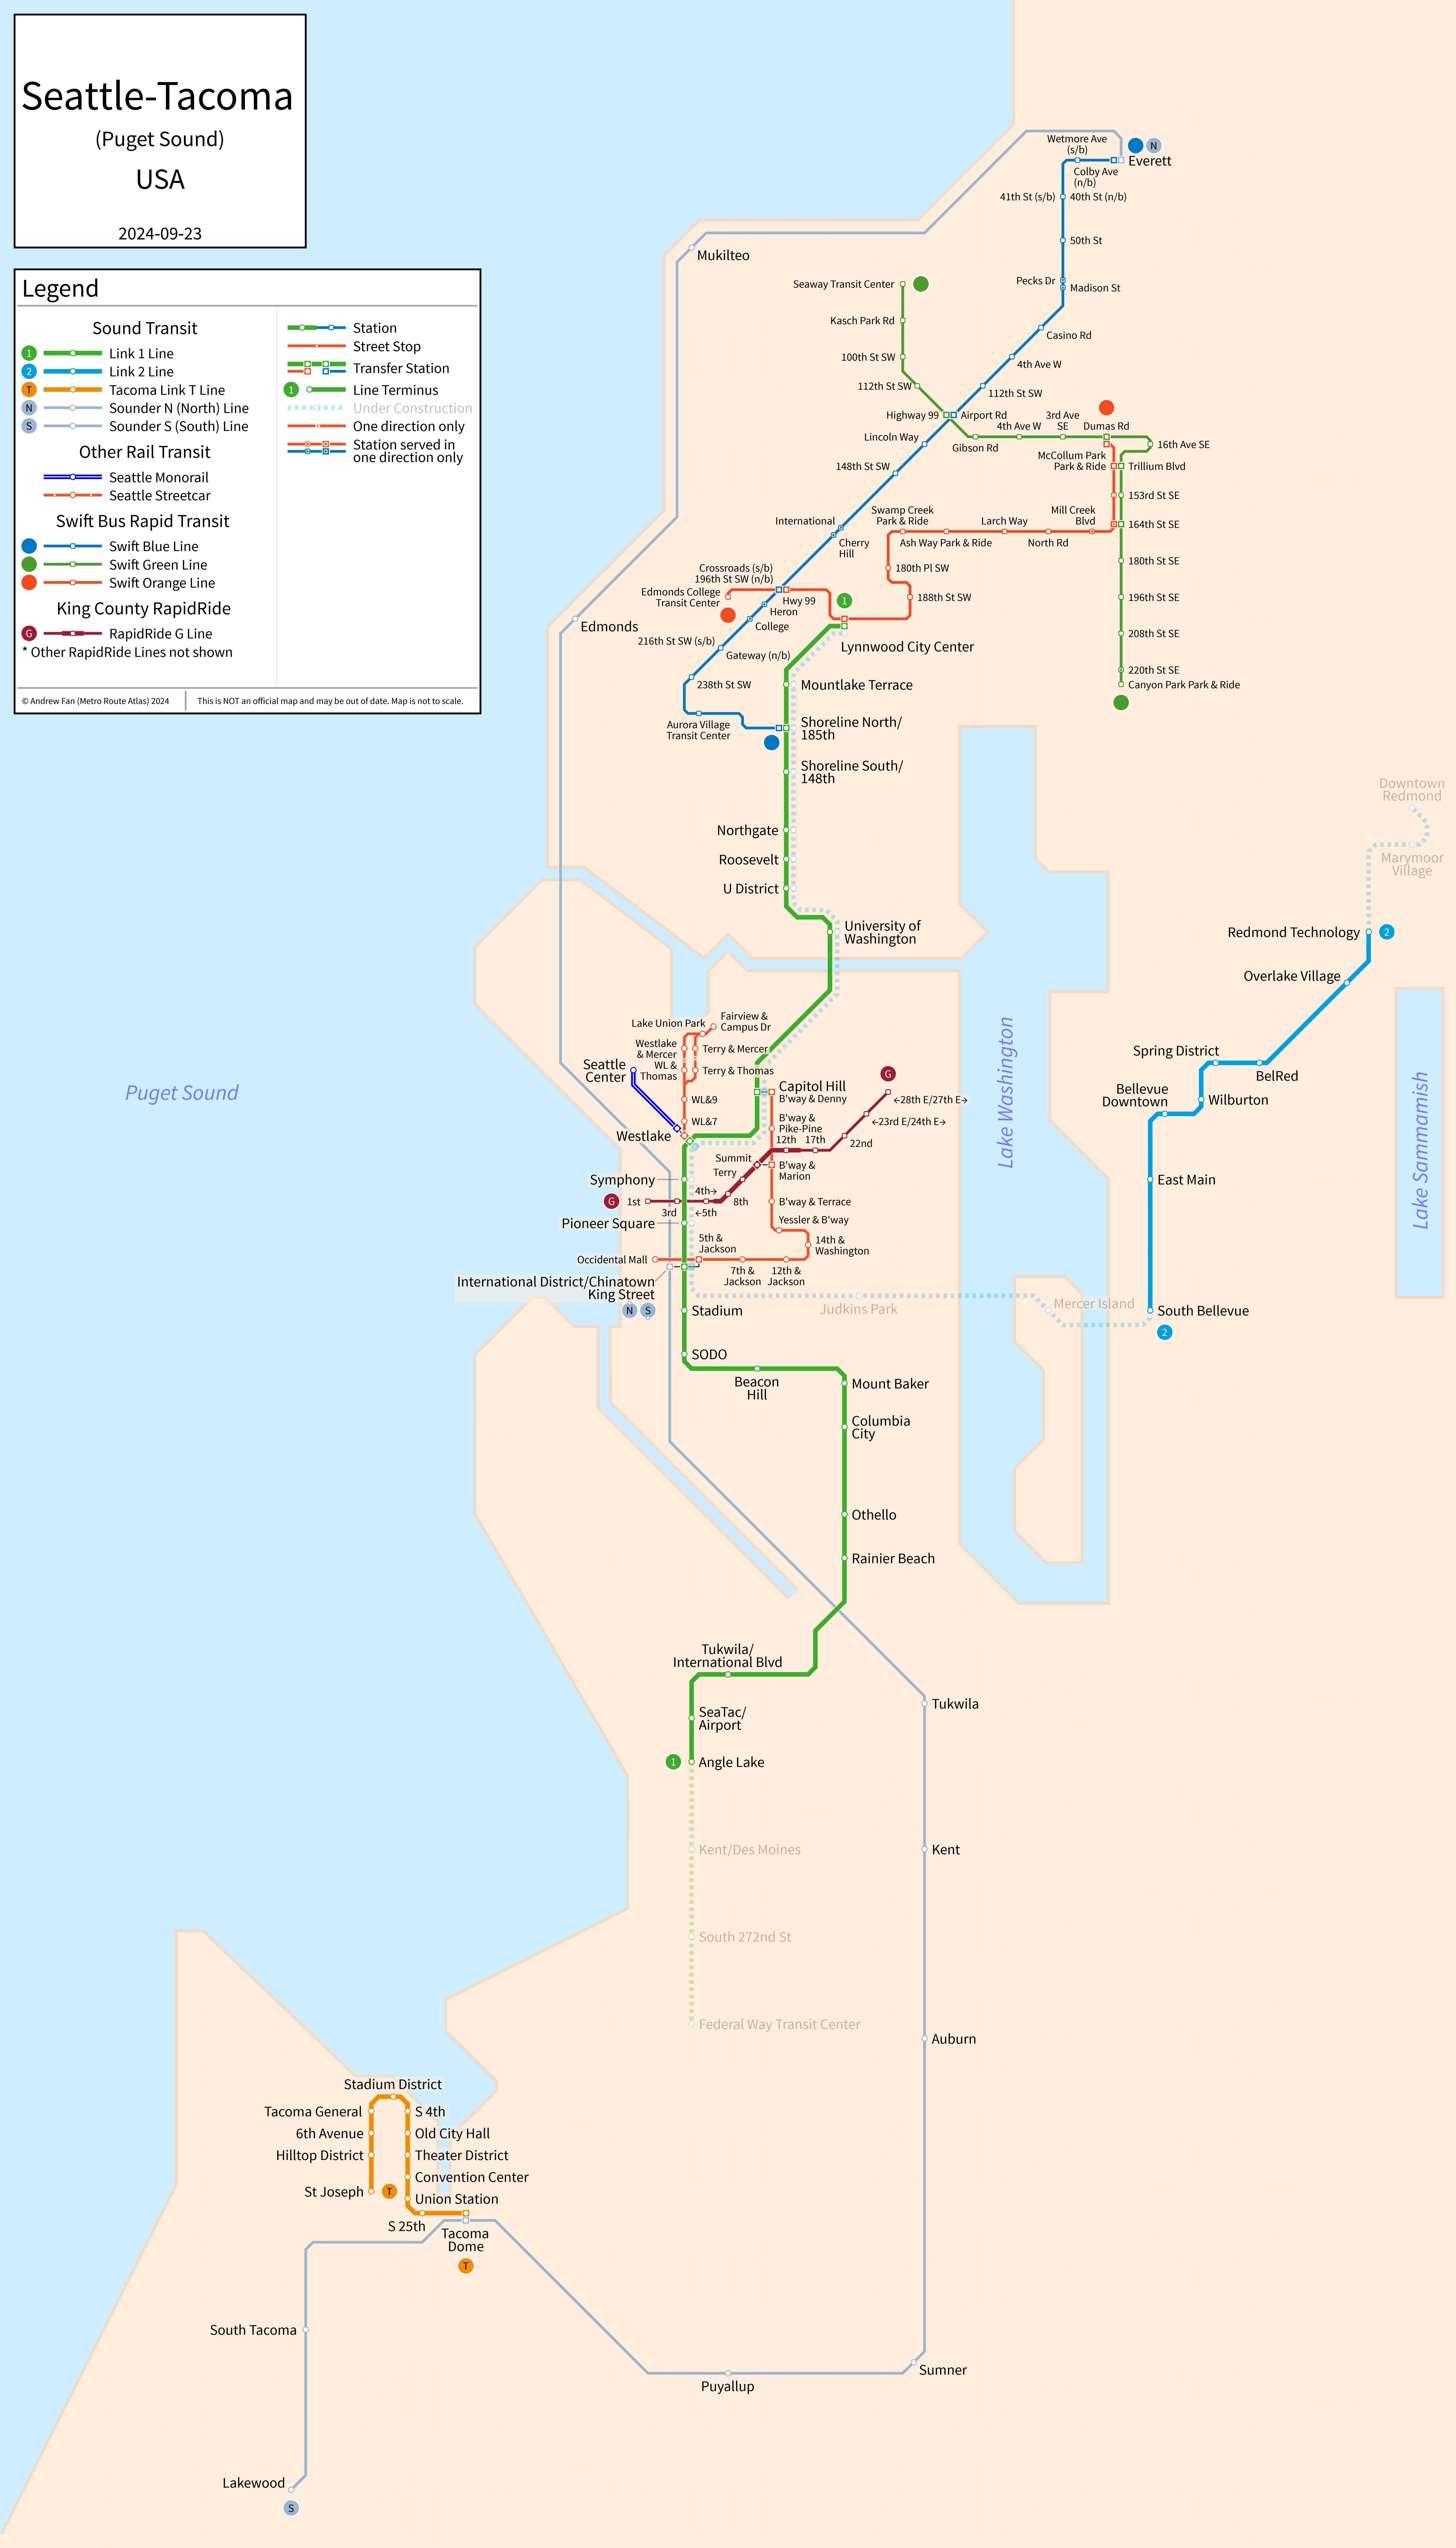 Seattle-Tacoma
(Puget Sound)
USA
2024-09-23
Legend
Sound Transit
1
Link 1 Line
2
Link 2 Line
T
Tacoma Link T Line
N
Sounder N (North) Line
S
Sounder S (South) Line
Other Rail Transit
Seattle Monorail
Seattle Streetcar
Swift Bus Rapid Transit
Swift Blue Line
Swift Green Line
Swift Orange Line
King County RapidRide
G
RapidRide G Line
* Other RapidRide Lines not shown
Station
Street Stop
Transfer Station
1
Line Terminus
Under Construction
One direction only
Station served in
one direction only
© Andrew Fan (Metro Route Atlas) 2024
This is NOT an official map and may be out of date. Map is not to scale.
Wetmore Ave
(s/b)
N
Everett
Colby Ave
(n/b)
41th St (s/b)
40th St (n/b)
50th St
Pecks Dr
Madison St
Casino Rd
4th Ave W
112th St SW
Mukilteo
Seaway Transit Center
Kasch Park Rd
100th St SW
112th St SW
Highway 99
Airport Rd
Lincoln Way
148th St SW
Gibson Rd
4th Ave W
3rd Ave
SE
Dumas Rd
16th Ave SE
McCollum Park
Park & Ride
Trillium Blvd
153rd St SE
Mill Creek
Blvd
164th St SE
180th St SE
196th St SE
208th St SE
220th St SE
Canyon Park Park & Ride
International
Cherry
Hill
Swamp Creek
Park & Ride
Ash Way Park & Ride
Larch Way
North Rd
180th Pl SW
188th St SW
Crossroads (s/b)
196th St SW (n/b)
Edmonds College
Transit Center
Hwy 99
Heron
College
1
Edmonds
216th St SW (s/b)
Gateway (n/b)
238th St SW
Aurora Village
Transit Center
Lynnwood City Center
Mountlake Terrace
Shoreline North/
185th
Shoreline South/
148th
Northgate
Roosevelt
U District
University of
Washington
Downtown
Redmond
Marymoor
Village
Redmond Technology
2
Overlake Village
Spring District
BelRed
Bellevue
Downtown
Wilburton
East Main
South Bellevue
2
Lake Washington
Lake Sammamish
Puget Sound
Lake Union Park
Fairview &
Campus Dr
Westlake
& Mercer
Terry & Mercer
WL &
Thomas
Terry & Thomas
Seattle
Center
WL&9
WL&7
Westlake
Capitol Hill
B'way & Denny
B'way &
Pike-Pine
G
←28th E/27th E→
←23rd E/24th E→
22nd
12th
17th
Summit
Terry
B'way &
Marion
Symphony
G
1st
3rd
4th→
←5th
8th
B'way & Terrace
Yessler & B'way
Pioneer Square
5th &
Jackson
14th &
Washington
Occidental Mall
7th &
Jackson
12th &
Jackson
International District/Chinatown
King Street
N
S
Judkins Park
Mercer Island
Stadium
SODO
Beacon
Hill
Mount Baker
Columbia
City
Othello
Rainier Beach
Tukwila/
International Blvd
SeaTac/
Airport
1
Angle Lake
Kent/Des Moines
South 272nd St
Federal Way Transit Center
Tukwila
Kent
Auburn
Sumner
Puyallup
Stadium District
Tacoma General
S 4th
6th Avenue
Old City Hall
Hilltop District
Theater District
Convention Center
St Joseph
T
Union Station
S 25th
Tacoma
Dome
T
South Tacoma
Lakewood
S